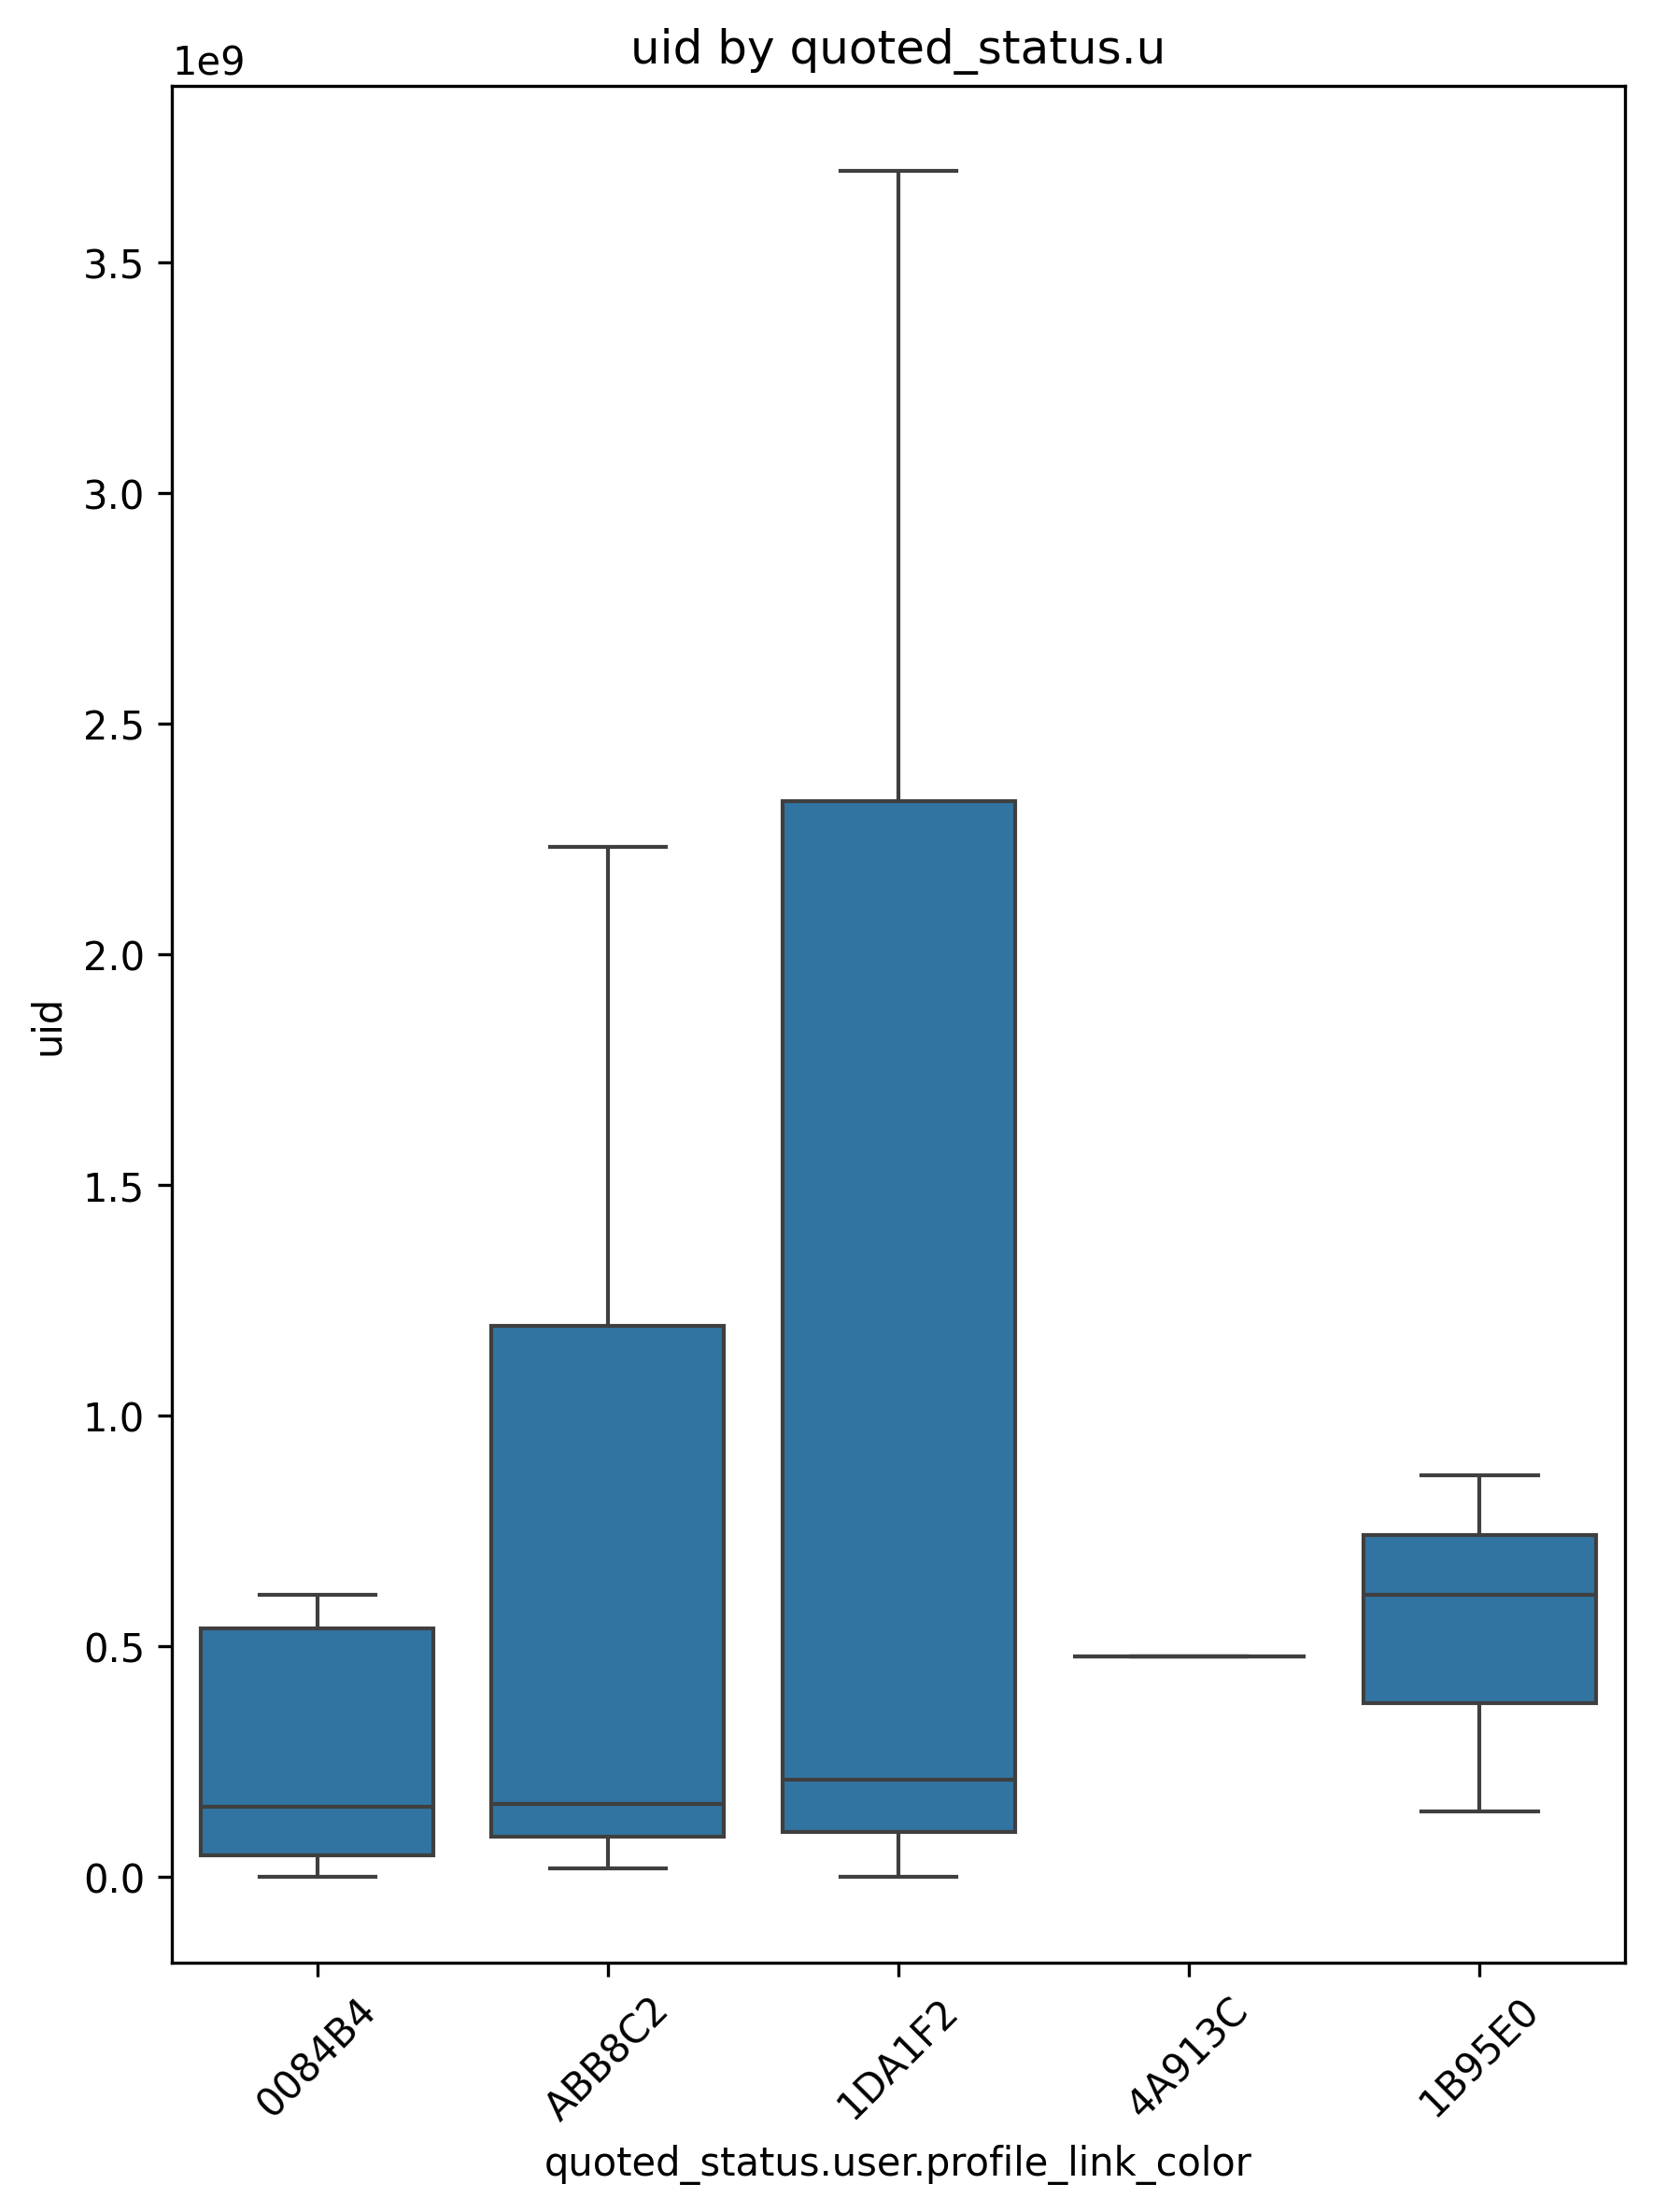 uid by quoted_status.u
1e9
3.5
3.0
2.5
2.0
1.5
1.0
0.5
0.0
uid
0084B4
ABB8C2
1DA1F2
4A913C
1B95E0
quoted_status.user.profile_link_color